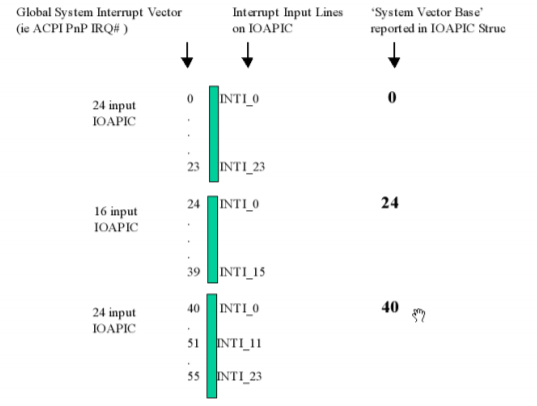 Global System Interrupt Vector
(ie ACPI PnP IRQ# )
Interrupt Input Lines
on IOAPIC
‘System Vector Base’
reported in IOAPIC Struc
24 input
IOAPIC
0
INTI_0
0
.
.
.
23
INTI_23
16 input
IOAPIC
24
INTI_0
24
.
.
.
39
INTI_15
24 input
IOAPIC
40
INTI_0
40
.
51
INTI_11
.
55
INTI_23